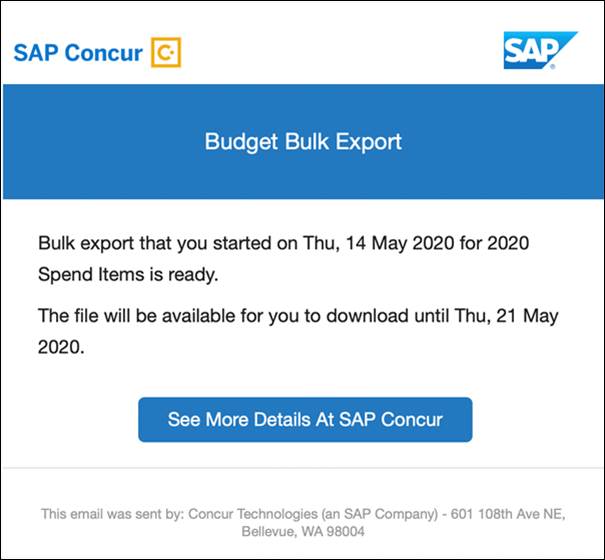 SAP Concur
SAP
Budget Bulk Export
Bulk export that you started on Thu, 14 May 2020 for 2020
Spend Items is ready.
The file will be available for you to download until Thu, 21 May
2020.
See More Details At SAP Concur
This email was sent by: Concur Technologies (an SAP Company) - 601 108th Ave NE,
Bellevue, WA 98004